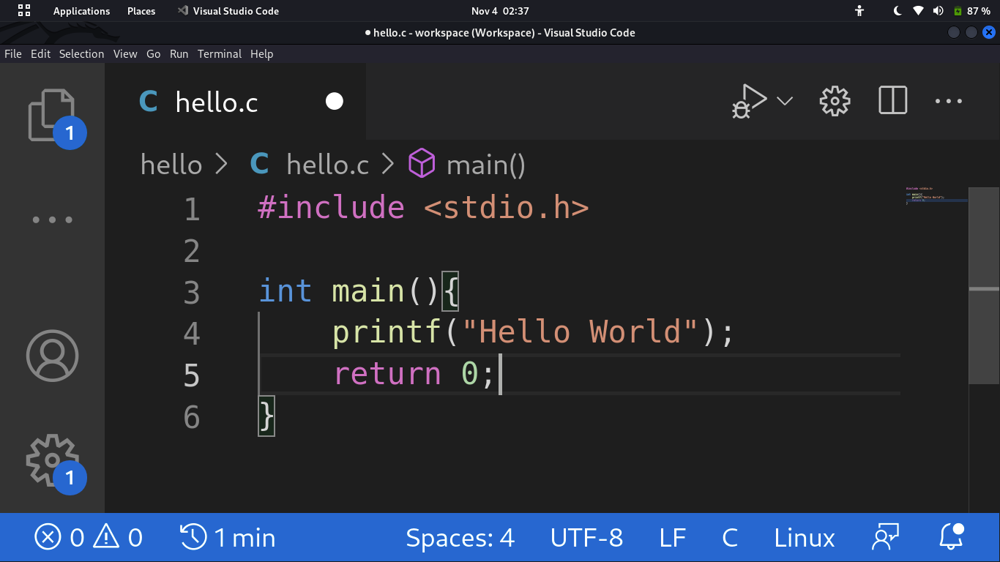 Applications Places Visual Studio Code Nov 4 02:37 87 %
● hello.c - workspace (Workspace) - Visual Studio Code
File Edit Selection View Go Run Terminal Help
C hello.c
1
hello > C hello.c > main()
1 #include <stdio.h>
2
3 int main(){
4 printf("Hello World");
5 return 0;
6 }
1
0 0 1 min Spaces: 4 UTF-8 LF C Linux